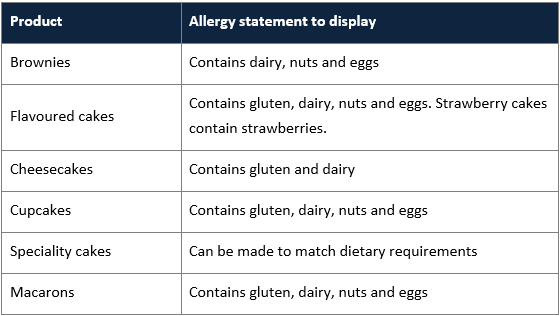 Product Allergy statement to display
Brownies Contains dairy, nuts and eggs
Flavoured cakes Contains gluten, dairy, nuts and eggs. Strawberry cakes
contain strawberries.
Cheesecakes Contains gluten and dairy
Cupcakes Contains gluten, dairy, nuts and eggs
Speciality cakes Can be made to match dietary requirements
Macarons Contains gluten, dairy, nuts and eggs